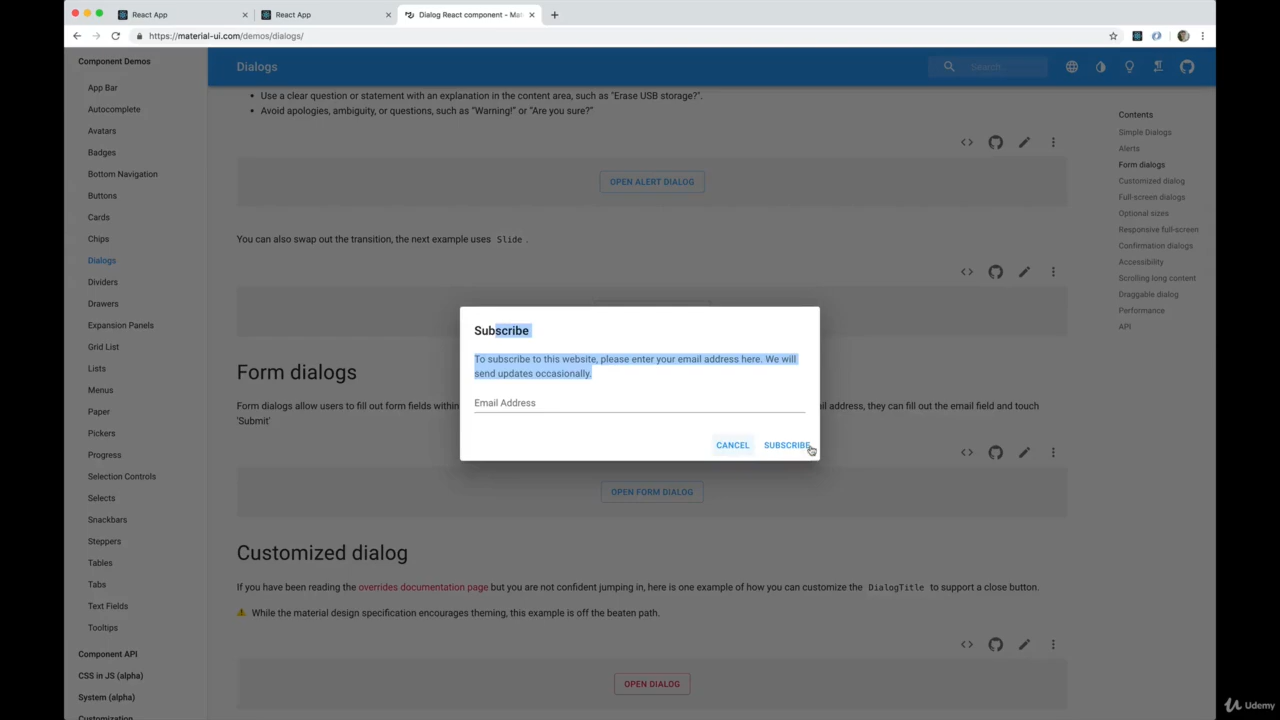 React App
React App
Dialog React component - Mat
https://material-ui.com/demos/dialogs/
Component Demos
App Bar
Autocomplete
Avatars
Badges
Bottom Navigation
Buttons
Cards
Chips
Dialogs
Dividers
Drawers
Expansion Panels
Grid List
Lists
Menus
Paper
Pickers
Progress
Selection Controls
Selects
Snackbars
Steppers
Tables
Tabs
Text Fields
Tooltips
Component API
CSS in JS (alpha)
System (alpha)
Customization
Dialogs
Search…
• Use a clear question or statement with an explanation in the content area, such as "Erase USB storage?".
• Avoid apologies, ambiguity, or questions, such as "Warning!" or "Are you sure?"
OPEN ALERT DIALOG
You can also swap out the transition, the next example uses Slide .
Form dialogs
Form dialogs allow users to fill out form fields within
ail address, they can fill out the email field and touch
'Submit'
Subscribe
To subscribe to this website, please enter your email address here. We will
send updates occasionally.
Email Address
CANCEL
SUBSCRIBE
OPEN FORM DIALOG
Customized dialog
If you have been reading the overrides documentation page but you are not confident jumping in, here is one example of how you can customize the DialogTitle to support a close button.
⚠️ While the material design specification encourages theming, this example is off the beaten path.
OPEN DIALOG
Contents
Simple Dialogs
Alerts
Form dialogs
Customized dialog
Full-screen dialogs
Optional sizes
Responsive full-screen
Confirmation dialogs
Accessibility
Scrolling long content
Draggable dialog
Performance
API
Udemy